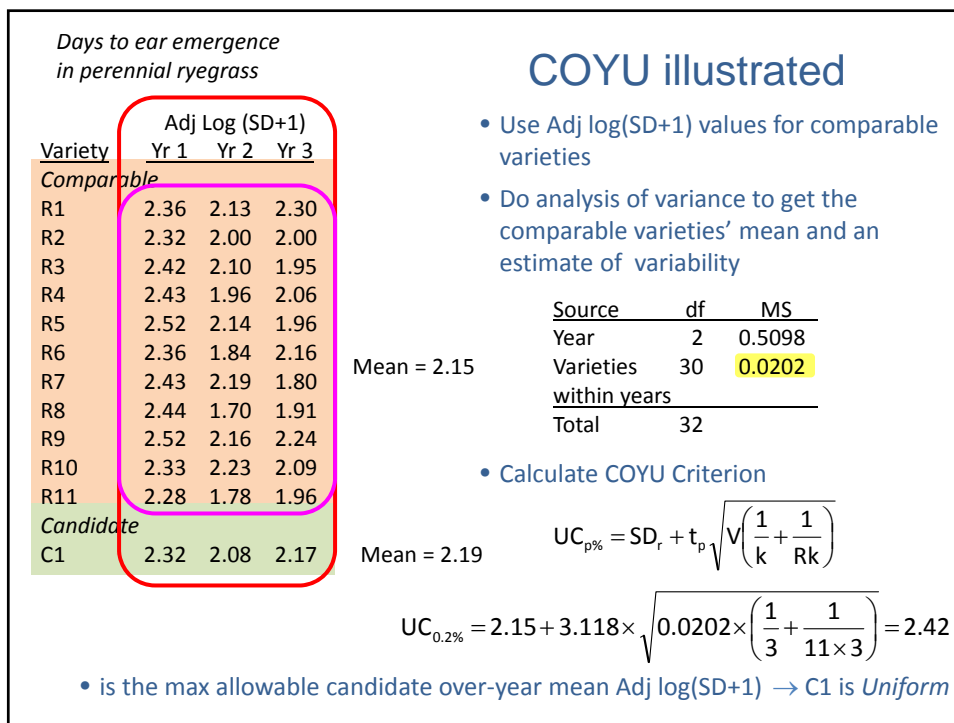 Days to ear emergence
in perennial ryegrass
COYU illustrated
Adj Log (SD+1)
Variety Yr 1 Yr 2 Yr 3
Comparable
R1 2.36 2.13 2.30
R2 2.32 2.00 2.00
R3 2.42 2.10 1.95
R4 2.43 1.96 2.06
R5 2.52 2.14 1.96
R6 2.36 1.84 2.16
R7 2.43 2.19 1.80
R8 2.44 1.70 1.91
R9 2.52 2.16 2.24
R10 2.33 2.23 2.09
R11 2.28 1.78 1.96
Mean = 2.15
Candidate
C1 2.32 2.08 2.17 Mean = 2.19
• Use Adj log(SD+1) values for comparable
varieties
• Do analysis of variance to get the
comparable varieties’ mean and an
estimate of variability
Source df MS
Year 2 0.5098
Varieties 30 0.0202
within years
Total 32
• Calculate COYU Criterion
UC_p% = SD_r + t_p √(V(1/k + 1/Rk))
UC_0.2% = 2.15 + 3.118 × √(0.0202 × (1/3 + 1/(11 × 3))) = 2.42
• is the max allowable candidate over-year mean Adj log(SD+1) → C1 is Uniform